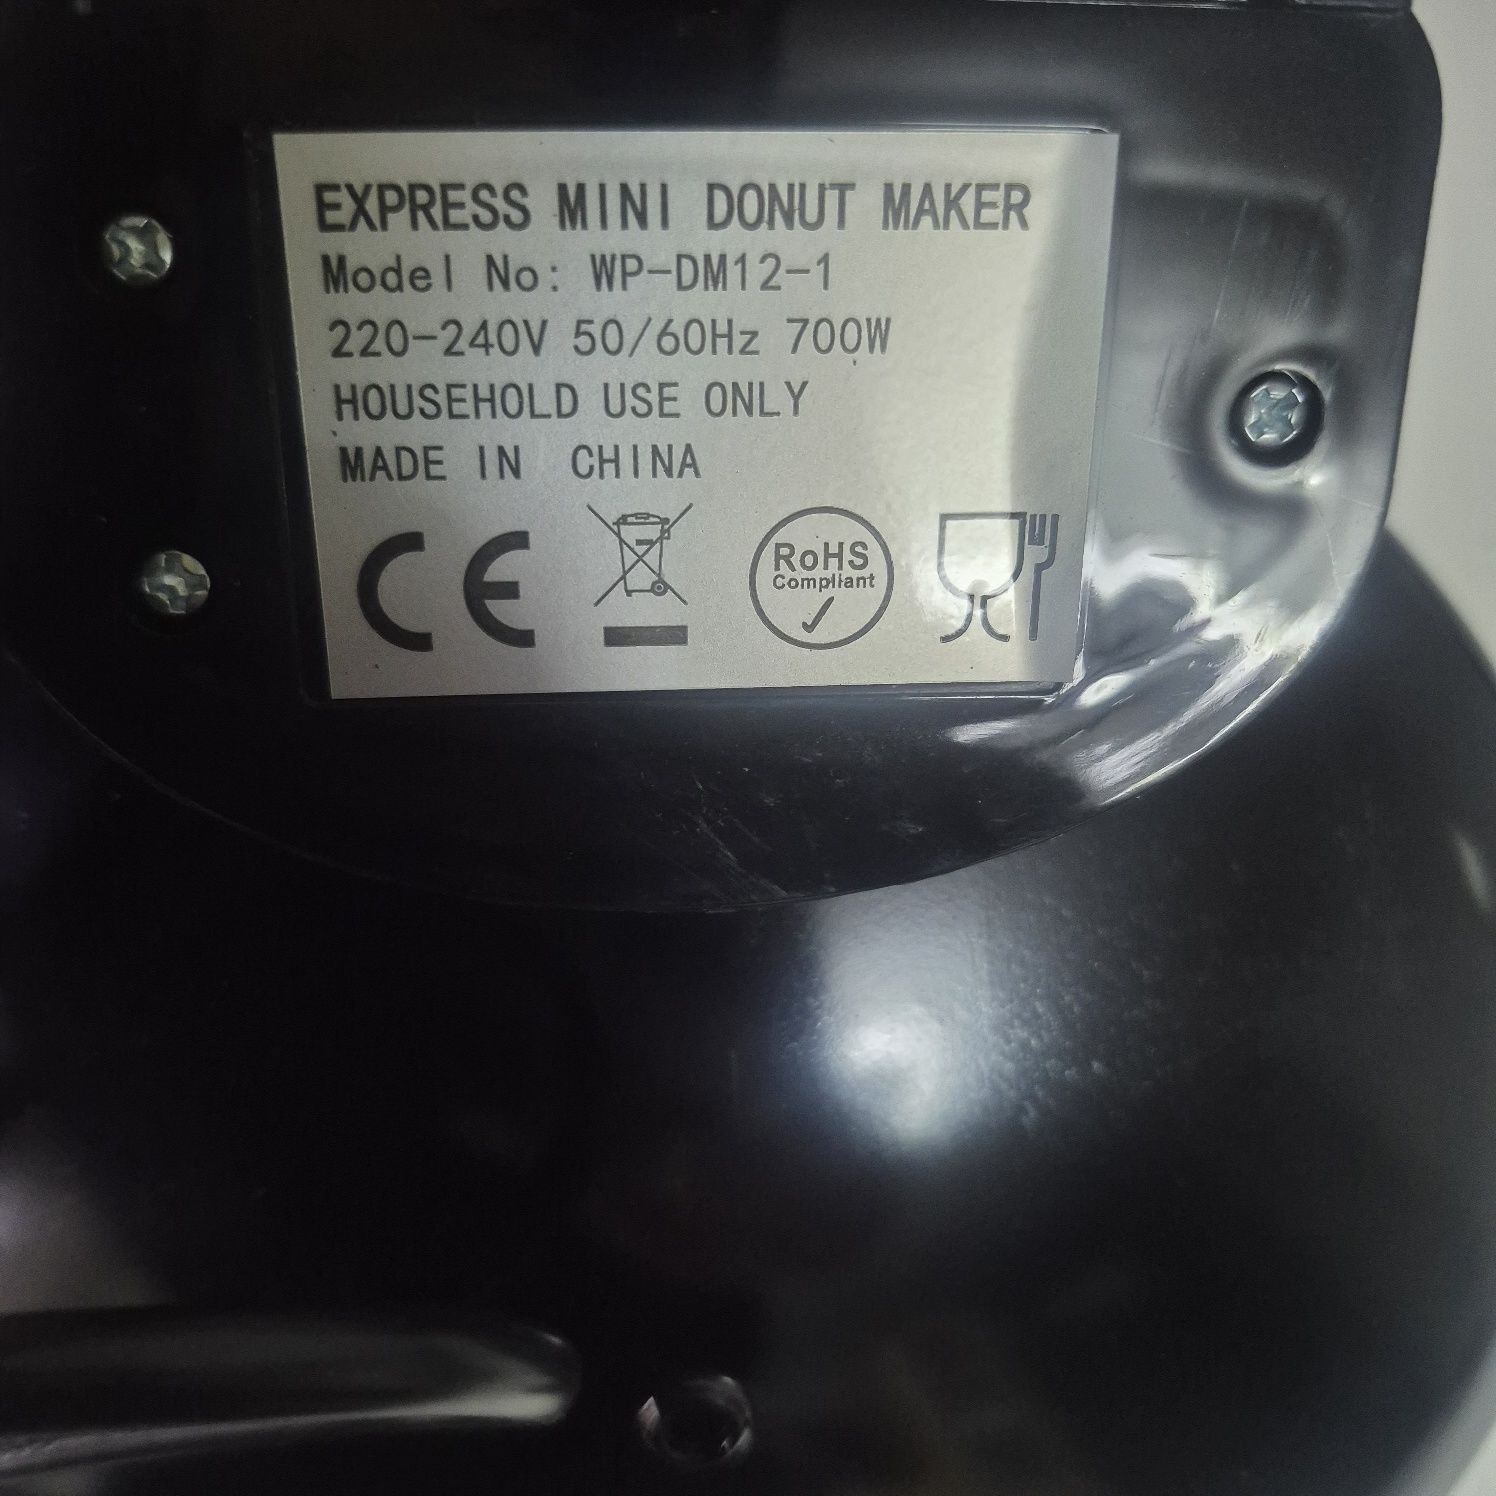 EXPRESS MINI DONUT MAKER
Model No: WP-DM12-1
220-240V 50/60Hz 700W
HOUSEHOLD USE ONLY
MADE IN CHINA
CE
RoHS
Compliant